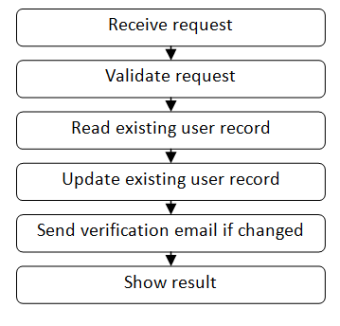 Receive request
Validate request
Read existing user record
Update existing user record
Send verification email if changed
Show result